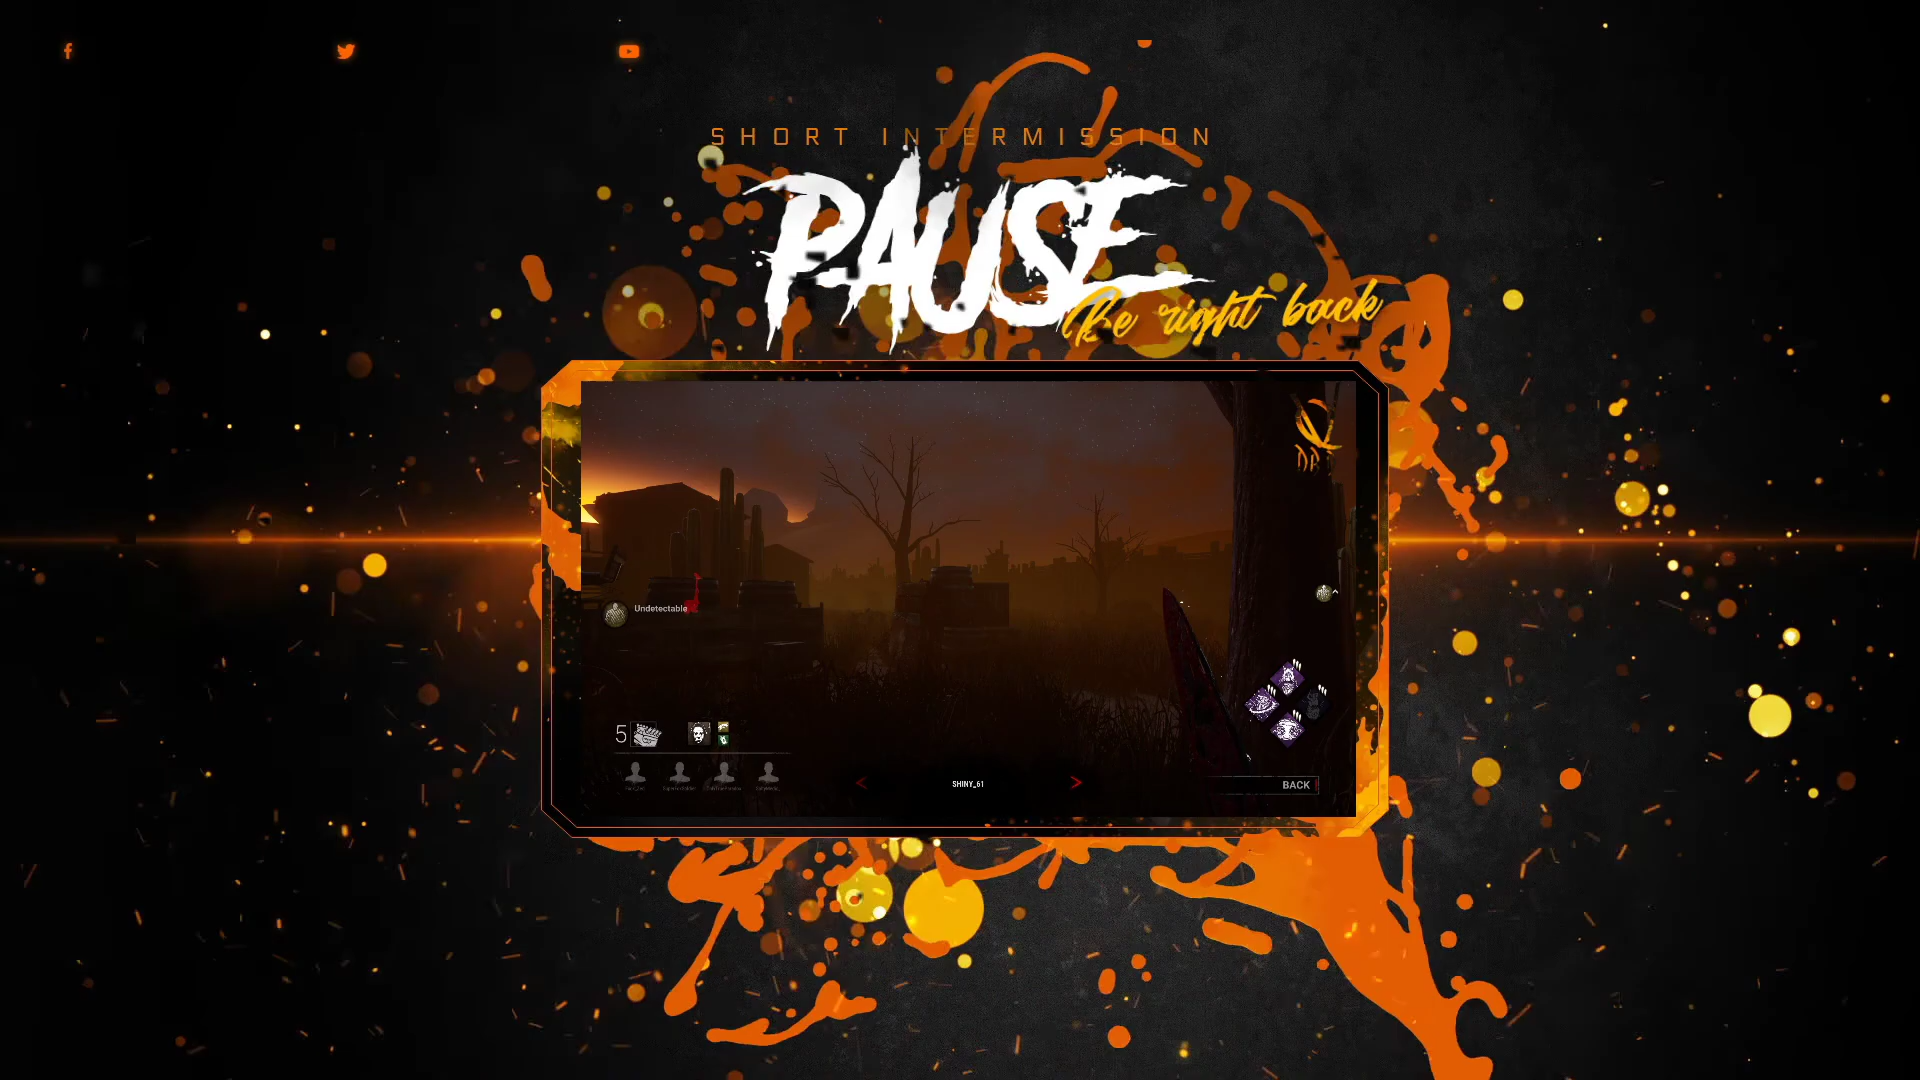 SHORT INTERMISSION
PAUSE
Be right back
Undetectable
5
SHINY_61
BACK